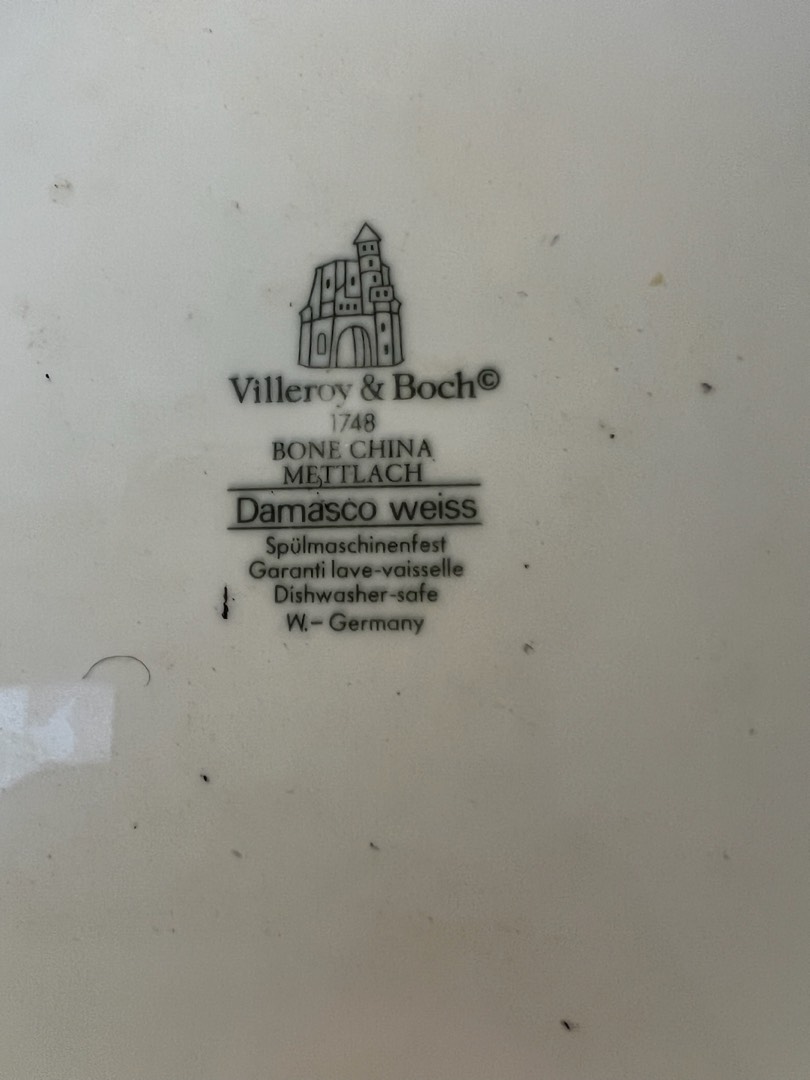 Villeroy & Boch©
1748
BONE CHINA
METTLACH
Damasco weiss
Spülmaschinenfest
Garanti lave-vaisselle
Dishwasher-safe
W.- Germany